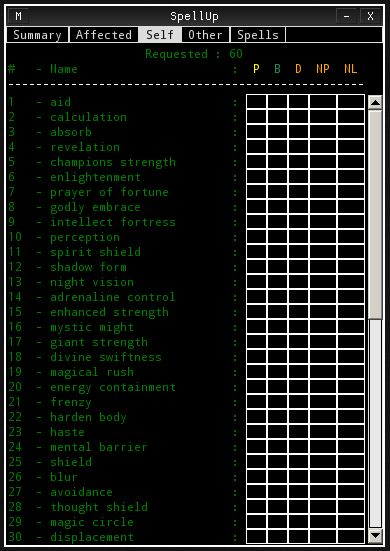 M SpellUp – X
Summary Affected Self Other Spells
Requested : 60
# - Name : P B D NP NL
--------------------------------------------------
1 - aid :
2 - calculation :
3 - absorb :
4 - revelation :
5 - champions strength :
6 - enlightenment :
7 - prayer of fortune :
8 - godly embrace :
9 - intellect fortress :
10 - perception :
11 - spirit shield :
12 - shadow form :
13 - night vision :
14 - adrenaline control :
15 - enhanced strength :
16 - mystic might :
17 - giant strength :
18 - divine swiftness :
19 - magical rush :
20 - energy containment :
21 - frenzy :
22 - harden body :
23 - haste :
24 - mental barrier :
25 - shield :
26 - blur :
27 - avoidance :
28 - thought shield :
29 - magic circle :
30 - displacement :